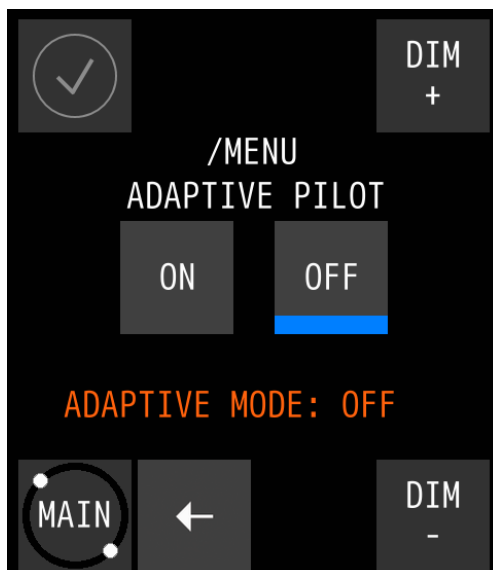 DIM
+
/MENU
ADAPTIVE PILOT
ON OFF
ADAPTIVE MODE: OFF
MAIN
DIM
-